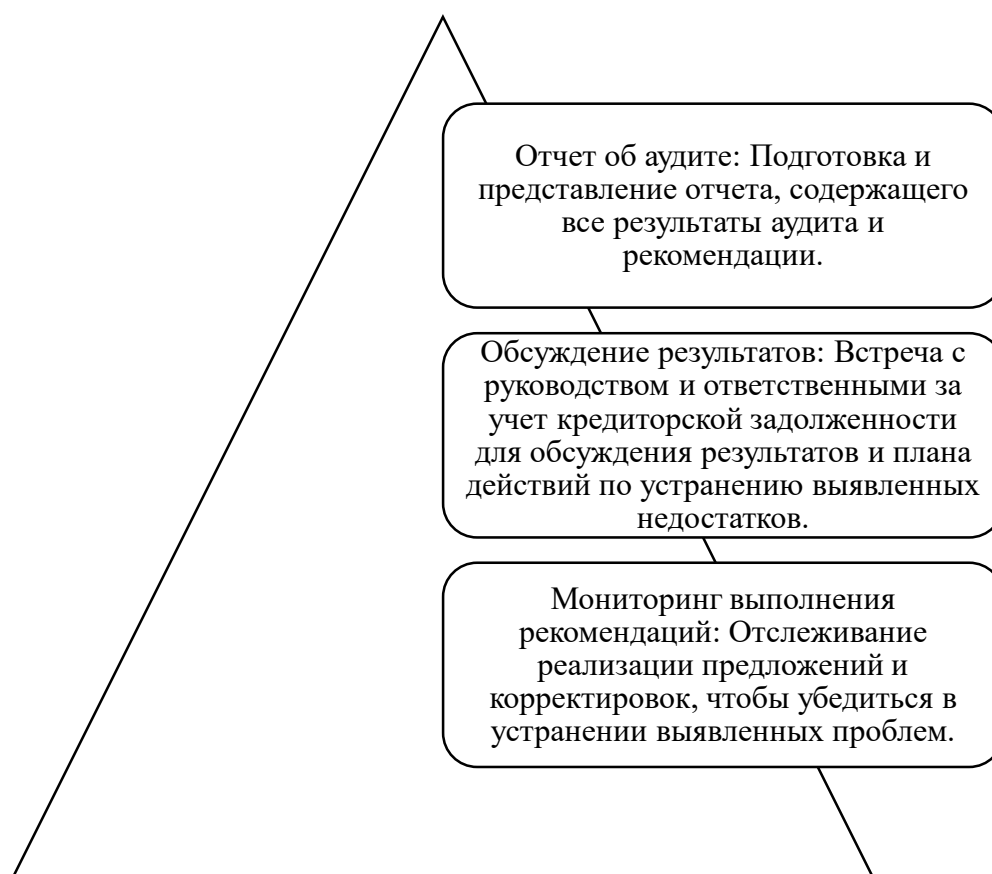 Отчет об аудите: Подготовка и
представление отчета, содержащего
все результаты аудита и
рекомендации.
Обсуждение результатов: Встреча с
руководством и ответственными за
учет кредиторской задолженности
для обсуждения результатов и плана
действий по устранению выявленных
недостатков.
Мониторинг выполнения
рекомендаций: Отслеживание
реализации предложений и
корректировок, чтобы убедиться в
устранении выявленных проблем.